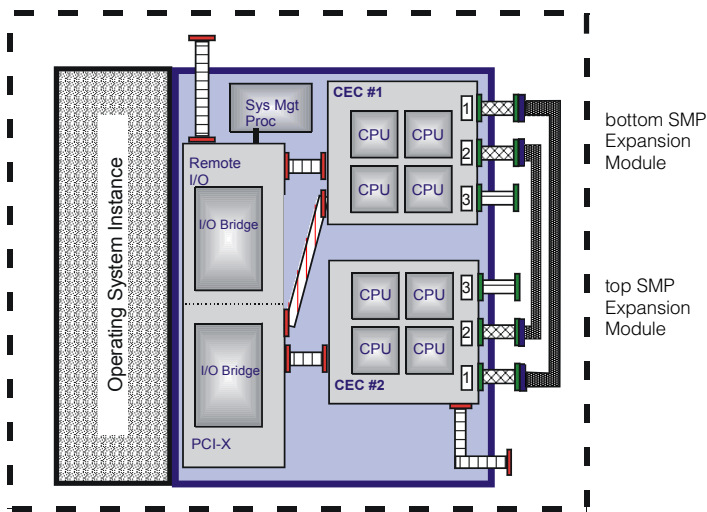 Operating System Instance
Sys Mgt
Proc
Remote
I/O
I/O Bridge
I/O Bridge
PCI-X
CEC #1
CPU
CPU
CPU
CPU
1
2
3
CPU
CPU
CPU
CPU
3
2
1
CEC #2
bottom SMP
Expansion
Module
top SMP
Expansion
Module